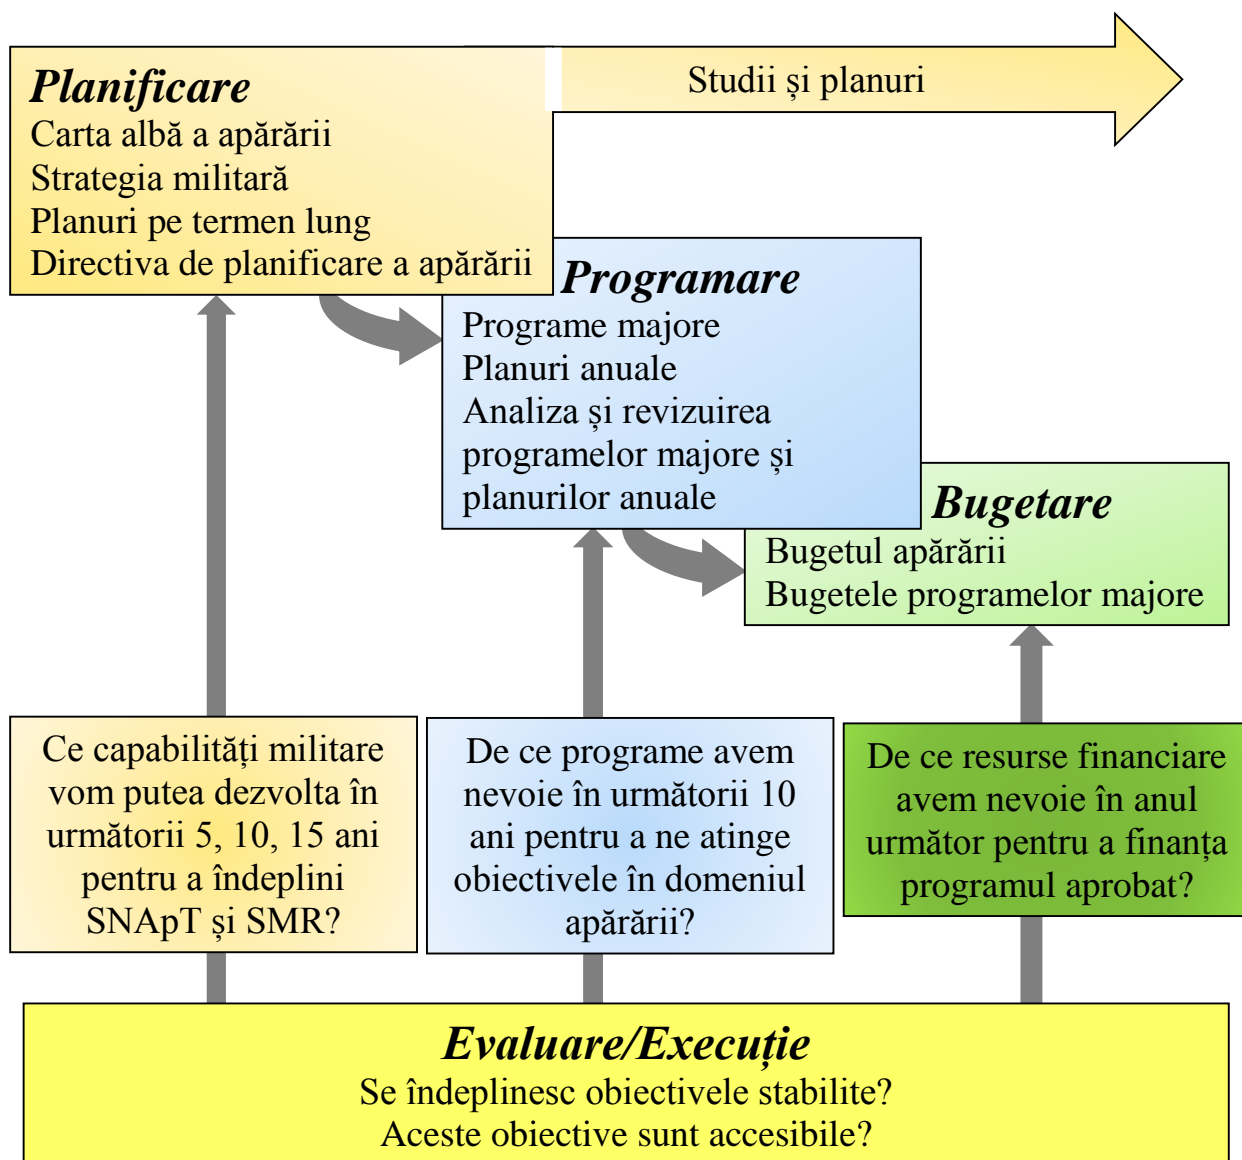 Planificare
Carta albă a apărării
Strategia militară
Planuri pe termen lung
Directiva de planificare a apărării
Studii și planuri
Programare
Programe majore
Planuri anuale
Analiza și revizuirea
programelor majore și
planurilor anuale
Bugetare
Bugetul apărării
Bugetele programelor majore
Ce capabilități militare
vom putea dezvolta în
următorii 5, 10, 15 ani
pentru a îndeplini
SNApT și SMR?
De ce programe avem
nevoie în următorii 10
ani pentru a ne atinge
obiectivele în domeniul
apărării?
De ce resurse financiare
avem nevoie în anul
următor pentru a finanța
programul aprobat?
Evaluare/Execuție
Se îndeplinesc obiectivele stabilite?
Aceste obiective sunt accesibile?